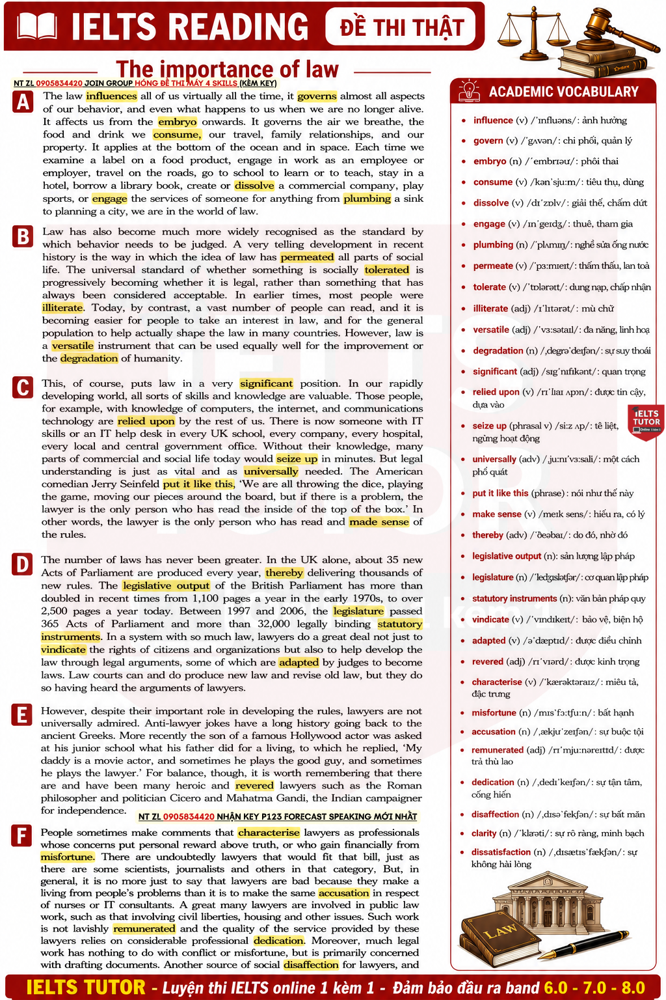 IELTS READING
ĐỀ THI THẬT
The importance of law
NT ZL 0905834420 JOIN GROUP HÓNG ĐỀ THI MÁY 4 SKILLS (KÈM KEY)
A
The law influences all of us virtually all the time, it governs almost all aspects
of our behavior, and even what happens to us when we are no longer alive.
It affects us from the embryo onwards. It governs the air we breathe, the
food and drink we consume, our travel, family relationships, and our
property. It applies at the bottom of the ocean and in space. Each time we
examine a label on a food product, engage in work as an employee or
employer, travel on the roads, go to school to learn or to teach, stay in a
hotel, borrow a library book, create or dissolve a commercial company, play
sports, or engage the services of someone for anything from plumbing a sink
to planning a city, we are in the world of law.
B
Law has also become much more widely recognised as the standard by
which behavior needs to be judged. A very telling development in recent
history is the way in which the idea of law has permeated all parts of social
life. The universal standard of whether something is socially tolerated is
progressively becoming whether it is legal, rather than something that has
always been considered acceptable. In earlier times, most people were
illiterate. Today, by contrast, a vast number of people can read, and it is
becoming easier for people to take an interest in law, and for the general
population to help actually shape the law in many countries. However, law is
a versatile instrument that can be used equally well for the improvement or
the degradation of humanity.
C
This, of course, puts law in a very significant position. In our rapidly
developing world, all sorts of skills and knowledge are valuable. Those people,
for example, with knowledge of computers, the internet, and communications
technology are relied upon by the rest of us. There is now someone with IT
skills or an IT help desk in every UK school, every company, every hospital,
every local and central government office. Without their knowledge, many
parts of commercial and social life today would seize up in minutes. But legal
understanding is just as vital and as universally needed. The American
comedian Jerry Seinfeld put it like this, ‘We are all throwing the dice, playing
the game, moving our pieces around the board, but if there is a problem, the
lawyer is the only person who has read the inside of the top of the box.’ In
other words, the lawyer is the only person who has read and made sense of
the rules.
D
The number of laws has never been greater. In the UK alone, about 35 new
Acts of Parliament are produced every year, thereby delivering thousands of
new rules. The legislative output of the British Parliament has more than
doubled in recent times from 1,100 pages a year in the early 1970s, to over
2,500 pages a year today. Between 1997 and 2006, the legislature passed
365 Acts of Parliament and more than 32,000 legally binding statutory
instruments. In a system with so much law, lawyers do a great deal not just to
vindicate the rights of citizens and organizations but also to help develop the
law through legal arguments, some of which are adapted by judges to become
laws. Law courts can and do produce new law and revise old law, but they do
so having heard the arguments of lawyers.
E
However, despite their important role in developing the rules, lawyers are not
universally admired. Anti-lawyer jokes have a long history going back to the
ancient Greeks. More recently the son of a famous Hollywood actor was asked
at his junior school what his father did for a living, to which he replied, ‘My
daddy is a movie actor, and sometimes he plays the good guy, and sometimes
he plays the lawyer.’ For balance, though, it is worth remembering that there
are and have been many heroic and revered lawyers such as the Roman
philosopher and politician Cicero and Mahatma Gandi, the Indian campaigner
for independence.
NT ZL 0905834420 NHẬN KEY P123 FORECAST SPEAKING MỚI NHẤT
F
People sometimes make comments that characterise lawyers as professionals
whose concerns put personal reward above truth, or who gain financially from
misfortune. There are undoubtedly lawyers that would fit that bill, just as
there are some scientists, journalists and others in that category, But, in
general, it is no more just to say that lawyers are bad because they make a
living from people’s problems than it is to make the same accusation in respect
of nurses or IT consultants. A great many lawyers are involved in public law
work, such as that involving civil liberties, housing and other issues. Such work
is not lavishly remunerated and the quality of the service provided by these
lawyers relies on considerable professional dedication. Moreover, much legal
work has nothing to do with conflict or misfortune, but is primarily concerned
with drafting documents. Another source of social disaffection for lawyers, and
ACADEMIC VOCABULARY
• influence (v) /ˈɪnfluəns/: ảnh hưởng
• govern (v) /ˈɡʌvən/: chi phối, quản lý
• embryo (n) /ˈembrɪəʊ/: phôi thai
• consume (v) /kənˈsjuːm/: tiêu thụ, dùng
• dissolve (v) /dɪˈzɒlv/: giải thể, chấm dứt
• engage (v) /ɪnˈɡeɪdʒ/: thuê, tham gia
• plumbing (n) /ˈplʌmɪŋ/: nghề sửa ống nước
• permeate (v) /ˈpɜːmɪeɪt/: thấm thấu, lan toả
• tolerate (v) /ˈtɒləreɪt/: dung nạp, chấp nhận
• illiterate (adj) /ɪˈlɪtərət/: mù chữ
• versatile (adj) /ˈvɜːsətaɪl/: đa năng, linh hoạ
• degradation (n) /ˌdeɡrəˈdeɪʃən/: sự suy thoái
• significant (adj) /sɪɡˈnɪfɪkənt/: quan trọng
• relied upon (v) /rɪˈlaɪ ʌpɒn/: được tin cậy,
dựa vào
• seize up (phrasal v) /siːz ʌp/: tê liệt,
ngừng hoạt động
• universally (adv) /ˌjuːnɪˈvɜːsali/: một cách
phổ quát
• put it like this (phrase): nói như thế này
• make sense (v) /meɪk sens/: hiểu ra, có lý
• thereby (adv) /ˈðeəbaɪ/: do đó, nhờ đó
• legislative output (n): sản lượng lập pháp
• legislature (n) /ˈledʒɪslətʃər/: cơ quan lập pháp
• statutory instruments (n): văn bản pháp quy
• vindicate (v) /ˈvɪndɪkeɪt/: bảo vệ, biện hộ
• adapted (v) /əˈdæptɪd/: được điều chỉnh
• revered (adj) /rɪˈvɪərd/: được kính trọng
• characterise (v) /ˈkærəktəraɪz/: miêu tả,
đặc trưng
• misfortune (n) /mɪsˈfɔːtʃuːn/: bất hạnh
• accusation (n) /ˌækjuˈzeɪʃən/: sự buộc tội
• remunerated (adj) /rɪˈmjuːnəreɪtɪd/: được
trả thù lao
• dedication (n) /ˌdedɪˈkeɪʃən/: sự tận tâm,
cống hiến
• disaffection (n) /ˌdɪsəˈfekʃən/: sự bất mãn
• clarity (n) /ˈklærəti/: sự rõ ràng, minh bạch
• dissatisfaction (n) /ˌdɪsætɪsˈfækʃən/: sự
không hài lòng
IELTS
TUTOR
Online 1 kèm 1
LAW
IELTS TUTOR - Luyện thi IELTS online 1 kèm 1 - Đảm bảo đầu ra band 6.0 - 7.0 - 8.0